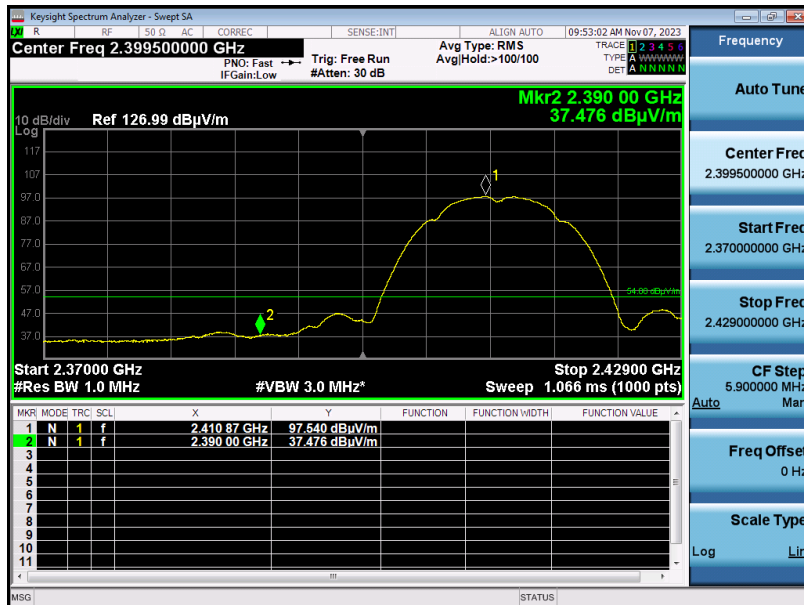 Keysight Spectrum Analyzer - Swept SA
LXI R RF 50 Ω AC CORREC SENSE:INT ALIGN AUTO 09:53:02 AM Nov 07, 2023
Center Freq 2.399500000 GHz
PNO: Fast
IFGain:Low
Trig: Free Run
#Atten: 30 dB
Avg Type: RMS
Avg|Hold:>100/100
TRACE 1 2 3 4 5 6
TYPE A WWWWW
DET A N N N N N
Mkr2 2.390 00 GHz
37.476 dBµV/m
10 dB/div Ref 126.99 dBµV/m
Log
117
107
97.0
87.0
77.0
67.0
57.0
47.0
37.0
1
2
54.00 dBµV/m
Start 2.37000 GHz Stop 2.42900 GHz
#Res BW 1.0 MHz #VBW 3.0 MHz* Sweep 1.066 ms (1000 pts)
MKR MODE TRC SCL X Y FUNCTION FUNCTION WIDTH FUNCTION VALUE
1 N 1 f 2.410 87 GHz 97.540 dBµV/m
2 N 1 f 2.390 00 GHz 37.476 dBµV/m
3
4
5
6
7
8
9
10
11
MSG STATUS
Frequency
Auto Tune
Center Freq
2.399500000 GHz
Start Freq
2.370000000 GHz
Stop Freq
2.429000000 GHz
CF Step
5.900000 MHz
Auto Man
Freq Offset
0 Hz
Scale Type
Log Lin